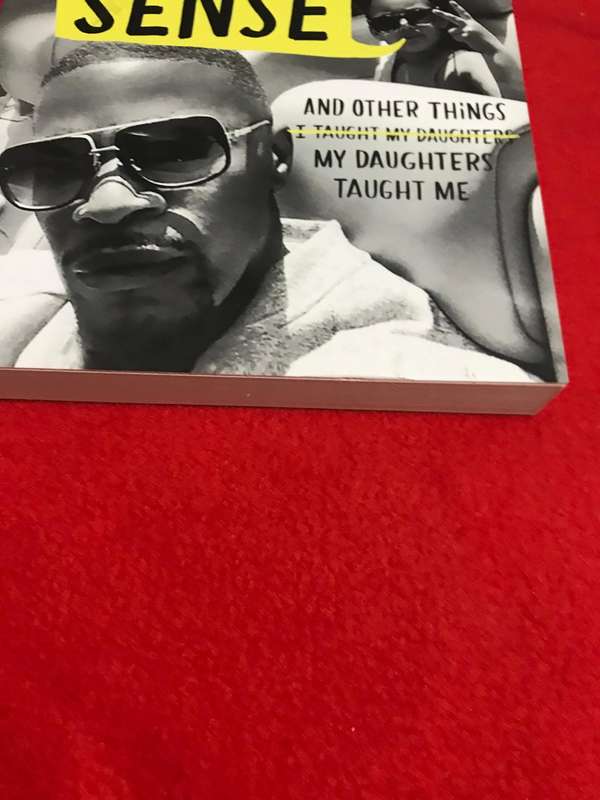 SENSE
AND OTHER THiNGS
I TAUGHT MY DAUGHTERS
MY DAUGHTERS
TAUGHT ME